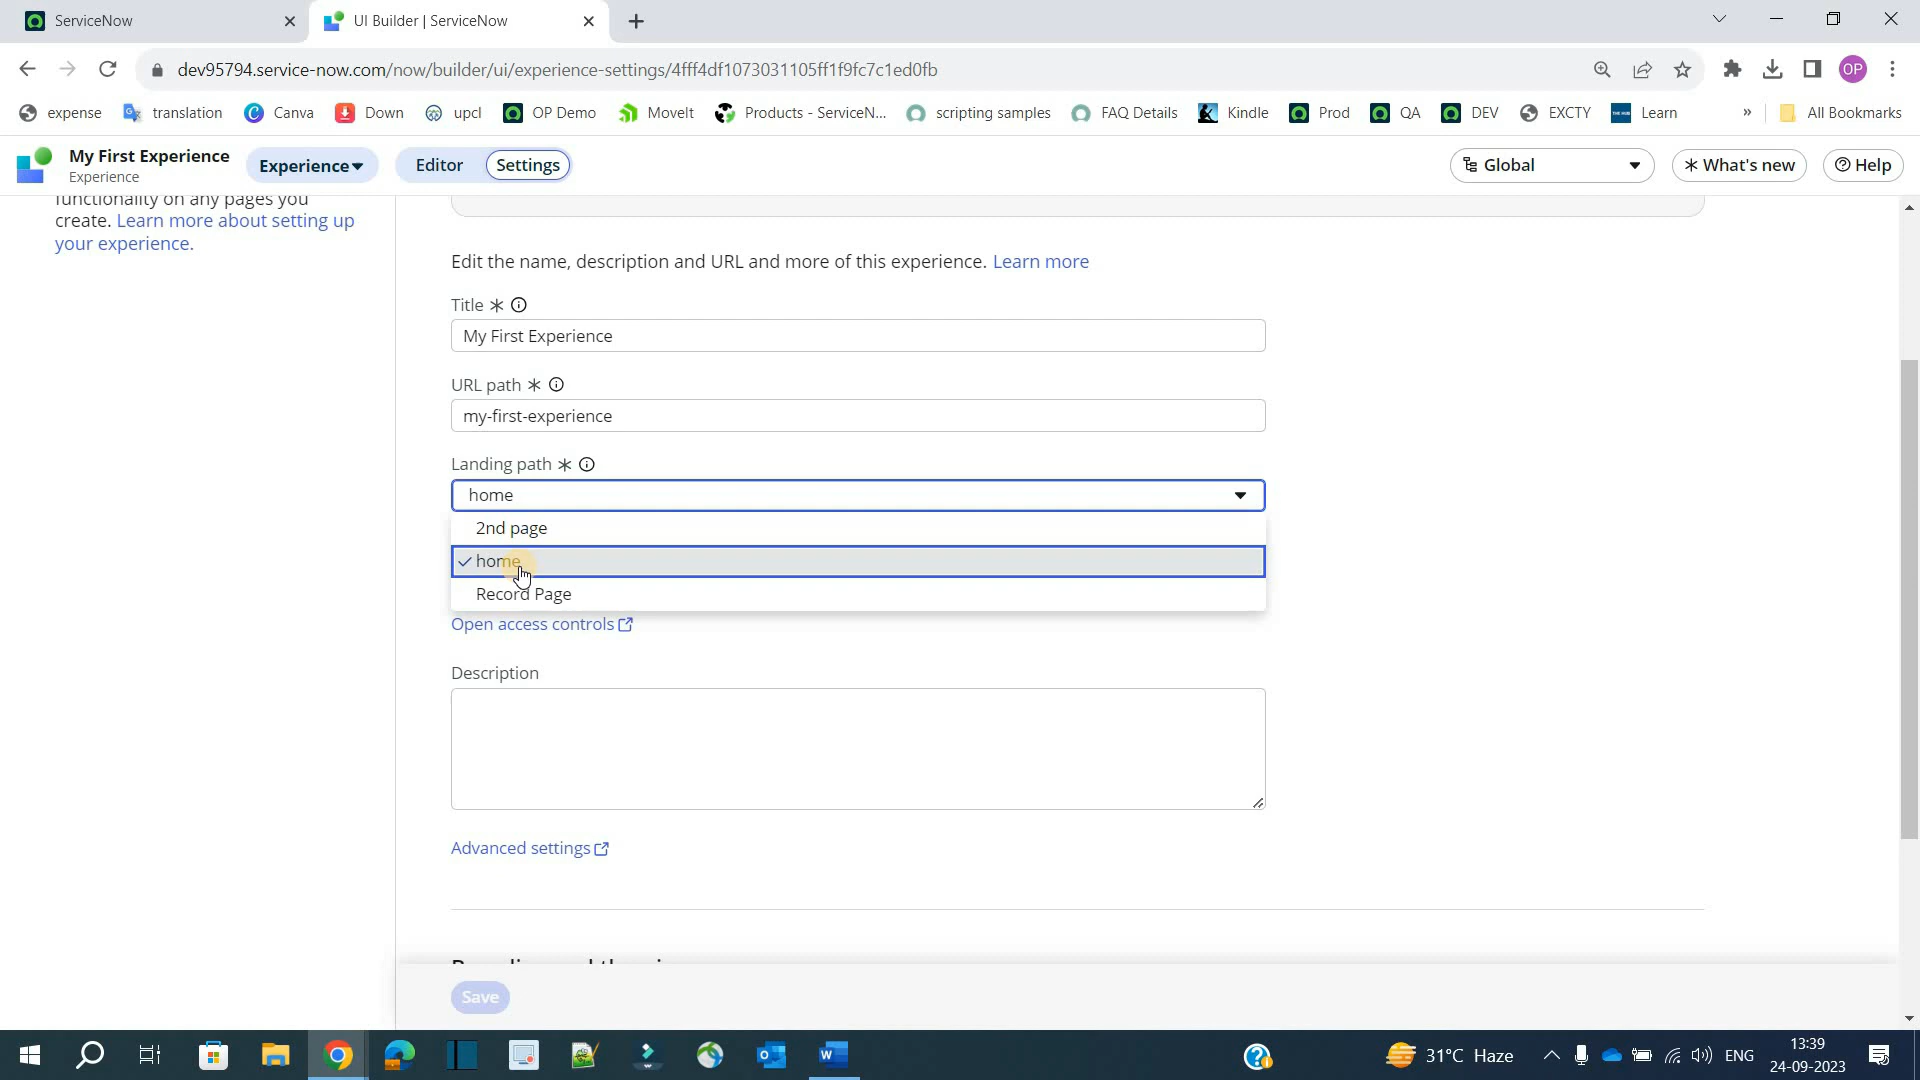 ServiceNow
UI Builder | ServiceNow
dev95794.service-now.com/now/builder/ui/experience-settings/4fff4df1073031105ff1f9fc7c1ed0fb
OP
expense
translation
Canva
Down
upcl
OP Demo
MoveIt
Products - ServiceN...
scripting samples
FAQ Details
Kindle
Prod
QA
DEV
EXCTY
Learn
»
All Bookmarks
My First Experience
Experience
Experience
Editor
Settings
Global
What's new
Help
functionality on any pages you
create. Learn more about setting up
your experience.
Edit the name, description and URL and more of this experience. Learn more
Title
My First Experience
URL path
my-first-experience
Landing path
home
2nd page
home
Record Page
Open access controls
Description
Advanced settings
Save
31°C Haze
ENG
13:39
24-09-2023